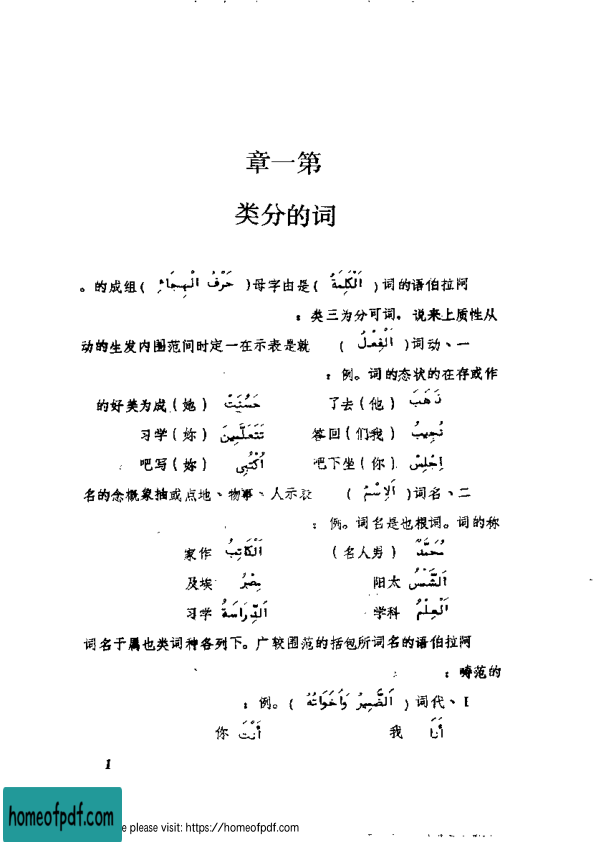 第一章
词的分类
阿拉伯语的词(اَلْكَلِمَةُ)是由字母(حَرْفُ الْهِجَاءِ)组成的。
从性质上来说，词可分为三类：
一、动词(اَلْفِعْلُ) 就是表示在一定时间范围内发生的动
作或存在的状态的词。例：
ذَهَبَ (他)去了 حَسُنَتْ (她)成为美好的
نُجِيبُ (我们)回答 تَتَعَلَّمِينَ (妳)学习
اِجْلِسْ (你)坐下吧 اُكْتُبِي (妳)写吧
二、名词(اَلِاسْمُ) 表示人、事物、地点或抽象概念的名
称的词。词根也是名词。例：
مُحَمَّدٌ (男人名) اَلْكَاتِبُ 作家
اَلشَّمْسُ 太阳 مِصْرُ 埃及
اَلْعِلْمُ 科学 اَلدِّرَاسَةُ 学习
阿拉伯语的名词所包括的范围较广。下列各种词类也属于名词
的范畴：
I、代词(اَلضَّمِيرُ وَأَخَوَاتُهُ)。例：
أَنَا 我 أَنْتَ 你
1
homeofpdf.com
please visit: https://homeofpdf.com